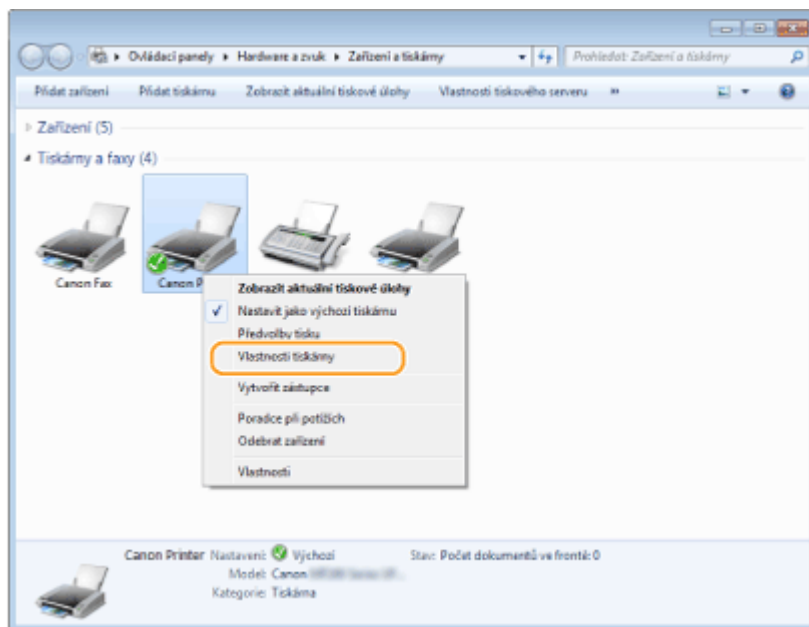 Ovládací panely ▸ Hardware a zvuk ▸ Zařízení a tiskárny
Prohledat: Zařízení a tiskárny
Přidat zařízení Přidat tiskárnu Zobrazit aktuální tiskové úlohy Vlastnosti tiskového serveru »
Zařízení (5)
Tiskárny a faxy (4)
Canon Fax Canon P
Zobrazit aktuální tiskové úlohy
Nastavit jako výchozí tiskárnu
Předvolby tisku
Vlastnosti tiskárny
Vytvořit zástupce
Poradce při potížích
Odebrat zařízení
Vlastnosti
Canon Printer Nastavení: Výchozí Stav: Počet dokumentů ve frontě: 0
Model: Canon
Kategorie: Tiskárna